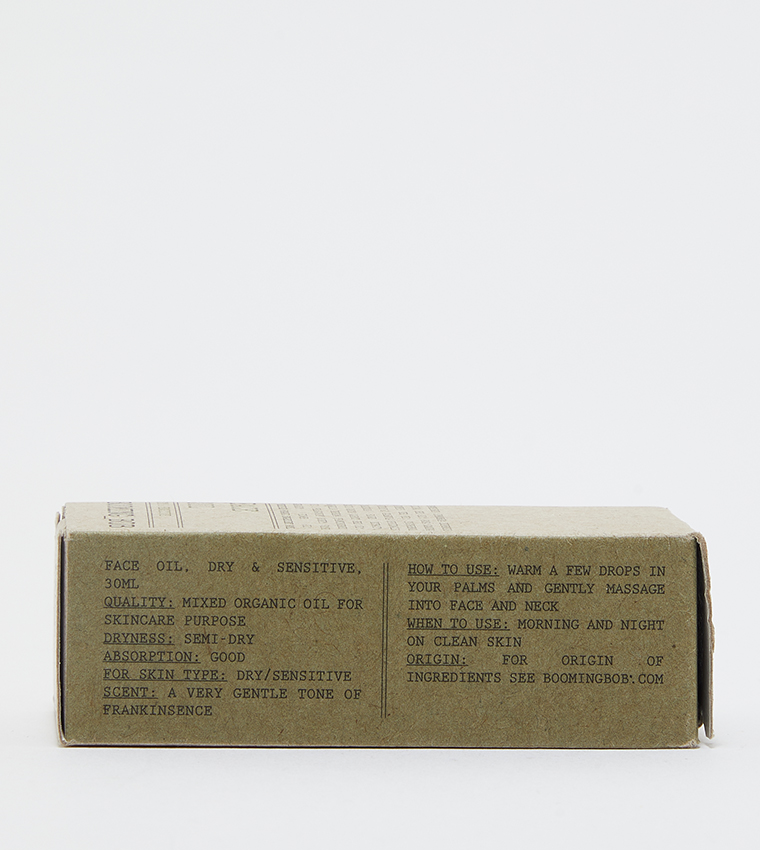 FACE OIL, DRY & SENSITIVE,
30ML
QUALITY: MIXED ORGANIC OIL FOR
SKINCARE PURPOSE
DRYNESS: SEMI-DRY
ABSORPTION: GOOD
FOR SKIN TYPE: DRY/SENSITIVE
SCENT: A VERY GENTLE TONE OF
FRANKINSENCE
HOW TO USE: WARM A FEW DROPS IN
YOUR PALMS AND GENTLY MASSAGE
INTO FACE AND NECK
WHEN TO USE: MORNING AND NIGHT
ON CLEAN SKIN
ORIGIN: FOR ORIGIN OF
INGREDIENTS SEE BOOMINGBOB.COM